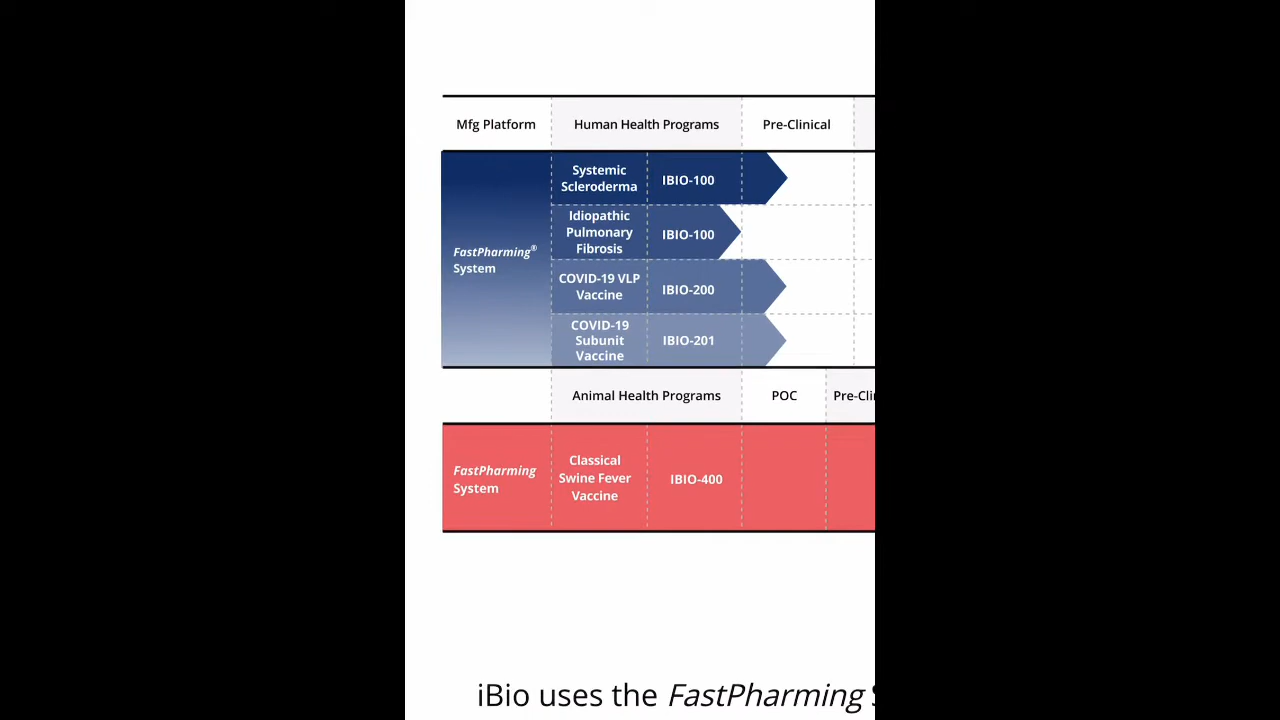 Mfg Platform
Human Health Programs
Pre-Clinical
FastPharming®
System
Systemic
Scleroderma
IBIO-100
Idiopathic
Pulmonary
Fibrosis
IBIO-100
COVID-19 VLP
Vaccine
IBIO-200
COVID-19
Subunit
Vaccine
IBIO-201
Animal Health Programs
POC
Pre-Cli
FastPharming
System
Classical
Swine Fever
Vaccine
IBIO-400
iBio uses the FastPharming